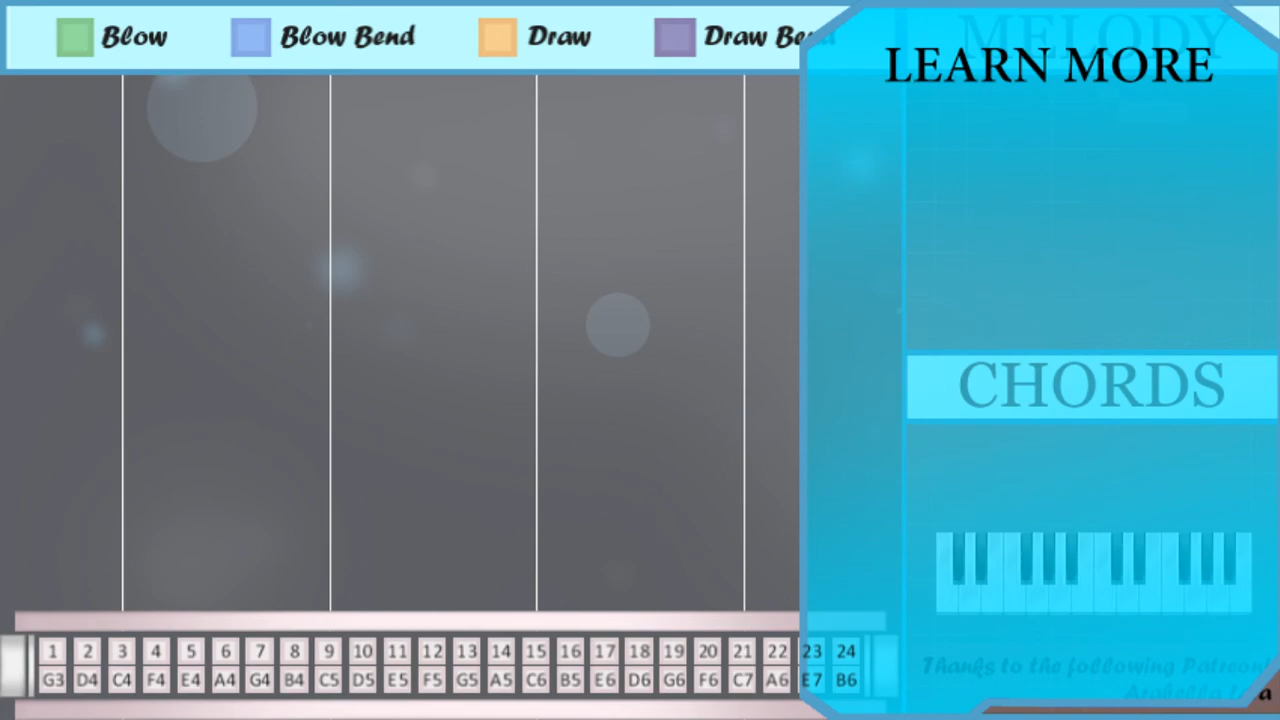 Blow Blow Bend Draw Draw Bend
MELODY
LEARN MORE
CHORDS
1 2 3 4 5 6 7 8 9 10 11 12 13 14 15 16 17 18 19 20 21 22 23 24
G3 D4 C4 F4 E4 A4 G4 B4 C5 D5 E5 F5 G5 A5 C6 B5 E6 D6 G6 F6 C7 A6 E7 B6
Thanks to the following Patreon
Arabella